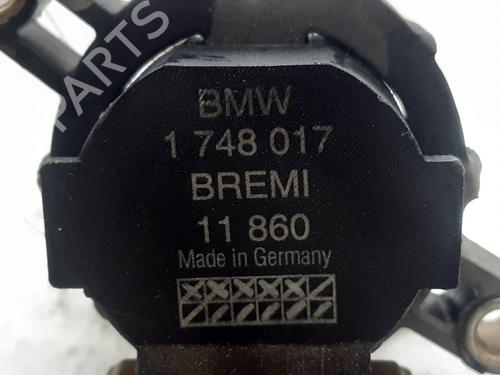 PARTS
BMW
1 748 017
BREMI
11 860
Made in Germany